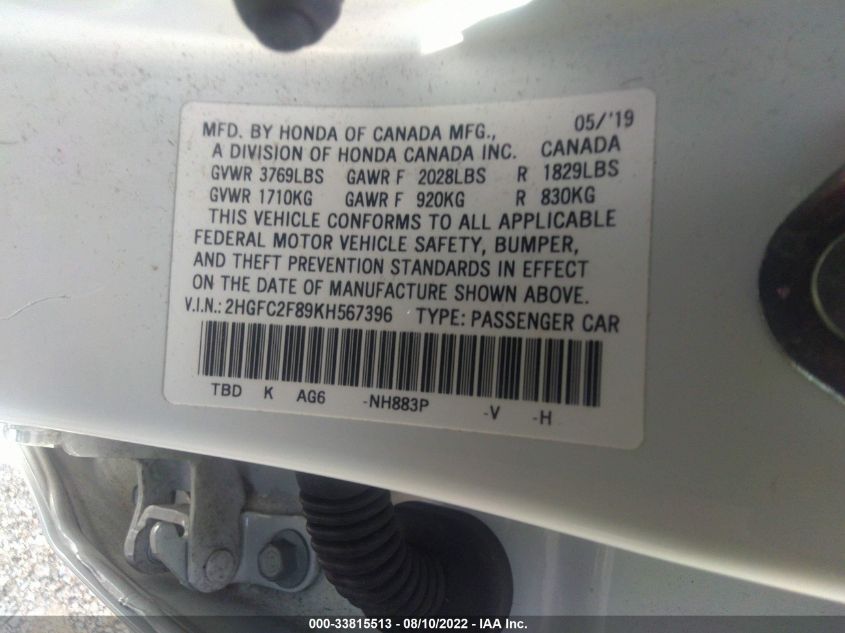 MFD. BY HONDA OF CANADA MFG., 05/'19
A DIVISION OF HONDA CANADA INC. CANADA
GVWR 3769LBS GAWR F 2028LBS R 1829LBS
GVWR 1710KG GAWR F 920KG R 830KG
THIS VEHICLE CONFORMS TO ALL APPLICABLE
FEDERAL MOTOR VEHICLE SAFETY, BUMPER,
AND THEFT PREVENTION STANDARDS IN EFFECT
ON THE DATE OF MANUFACTURE SHOWN ABOVE.
V.I.N.: 2HGFC2F89KH567396 TYPE: PASSENGER CAR
TBD K AG6 -NH883P -V -H
000-33815513 - 08/10/2022 - IAA Inc.